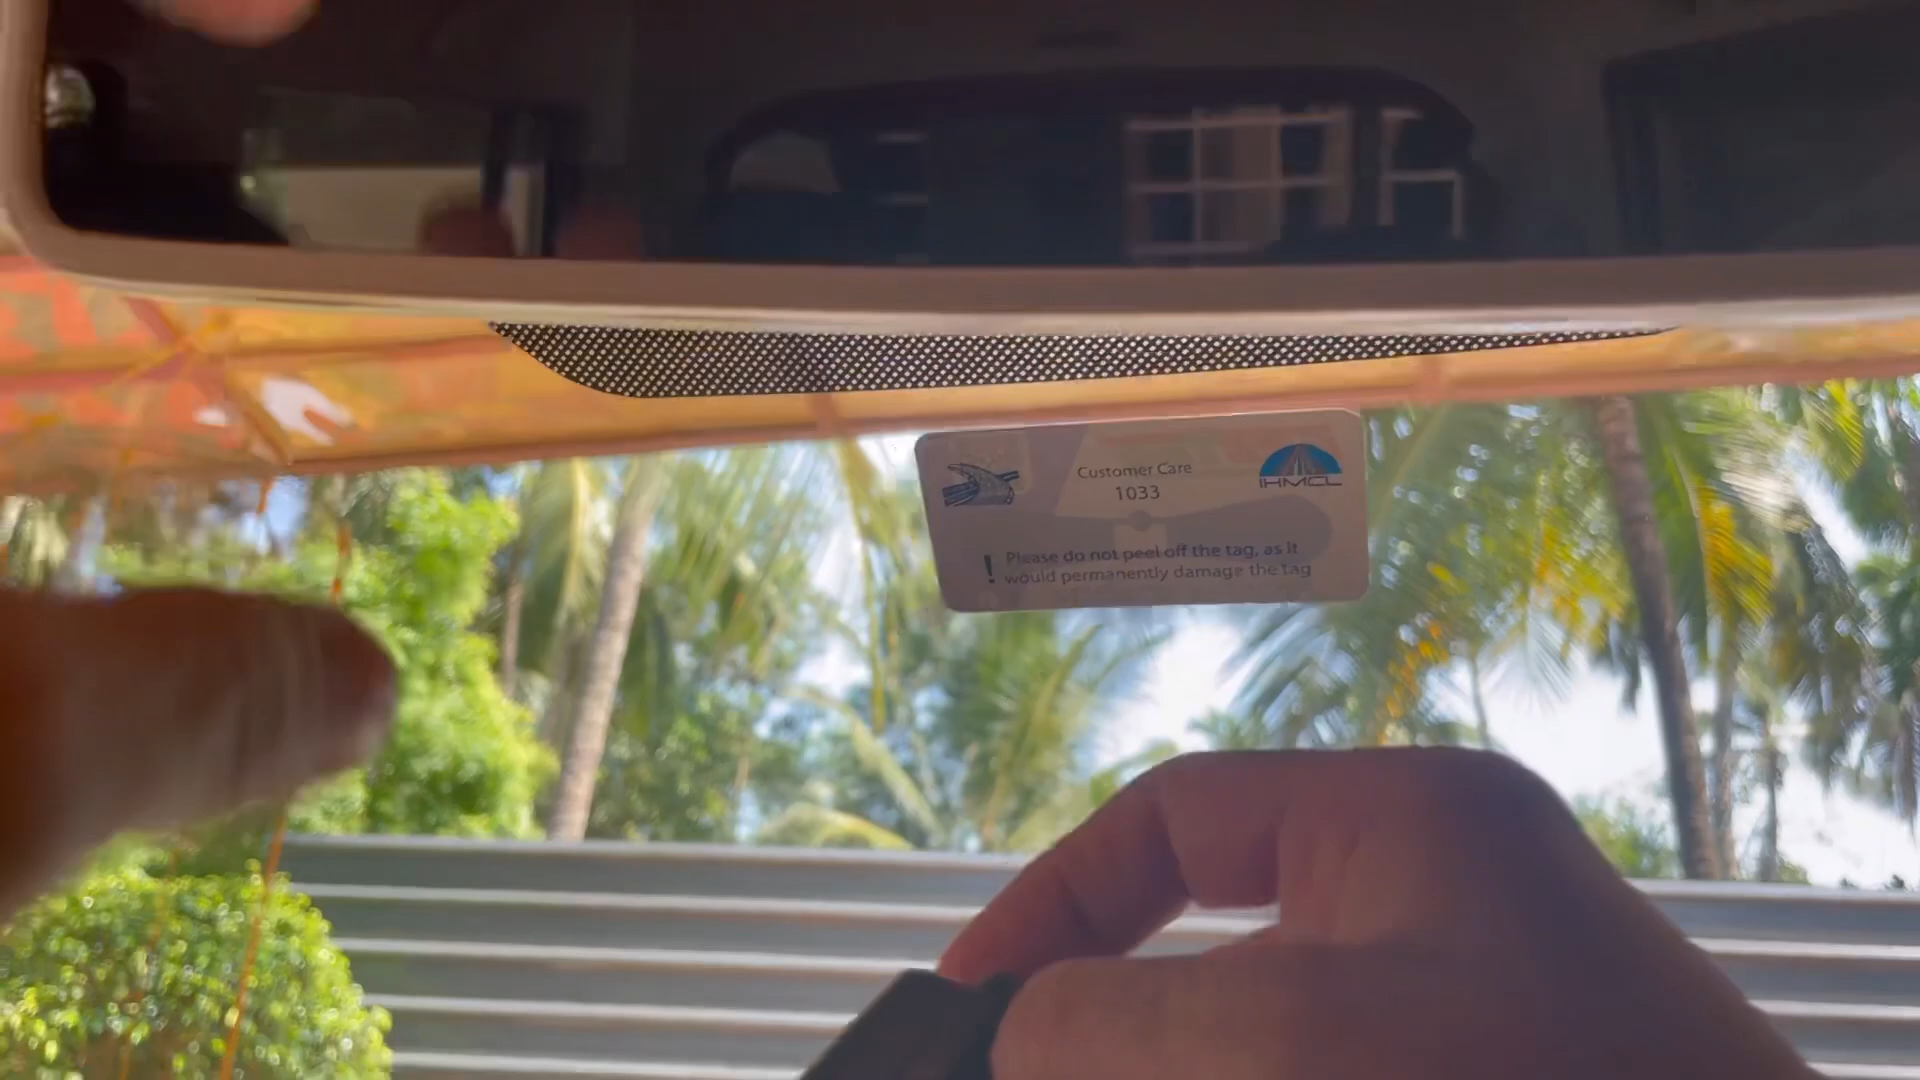 Customer Care
1033
IHMCL
! Please do not peel off the tag, as it
would permanently damage the tag